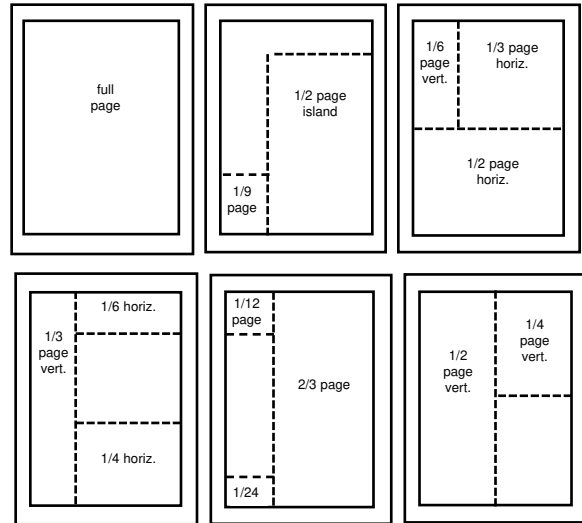 full
page
1/2 page
island
1/9
page
1/6
page
vert.
1/3 page
horiz.
1/2 page
horiz.
1/3
page
vert.
1/6 horiz.
1/4 horiz.
1/12
page
2/3 page
1/24
1/2
page
vert.
1/4
page
vert.